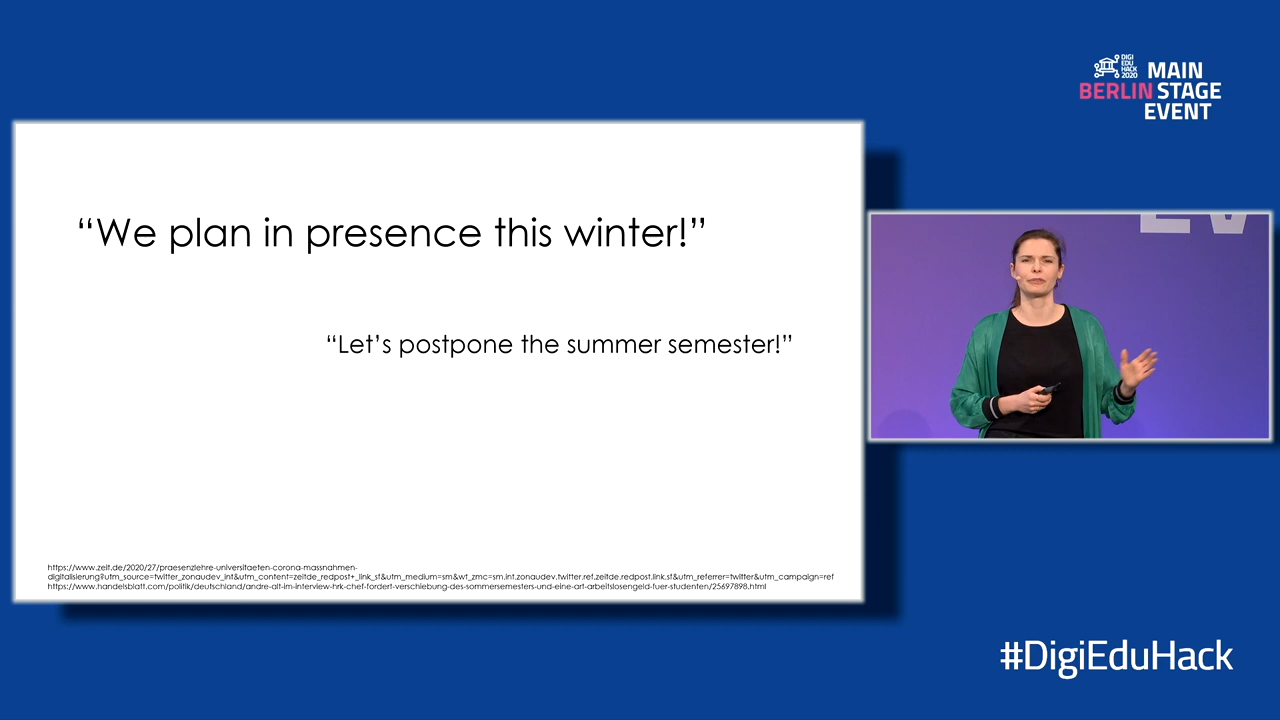 DIGI
EDU
HACK
2020
MAIN
BERLIN STAGE
EVENT
“We plan in presence this winter!”
“Let’s postpone the summer semester!”
https://www.zeit.de/2020/27/praesenzlehre-universitaeten-corona-massnahmen-
digitalisierung?utm_source=twitter_zonaudev_int&utm_content=zeitde_redpost+_link_sf&utm_medium=sm&wt_zmc=sm.int.zonaudev.twitter.ref.zeitde.redpost.link.sf&utm_referrer=twitter&utm_campaign=ref
https://www.handelsblatt.com/politik/deutschland/andre-alt-im-interview-hrk-chef-fordert-verschiebung-des-sommersemesters-und-eine-art-arbeitslosengeld-fuer-studenten/25697898.html
#DigiEduHack